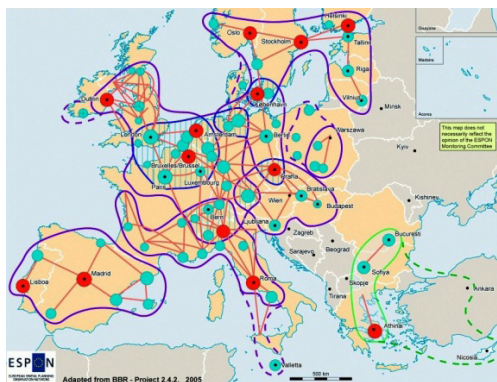 Helsinki
Oslo
Stockholm
Tallinn
Riga
Vilnius
Minsk
Dublin
København
London
Amsterdam
Berlin
Warszawa
This map does not
necessarily reflect the
opinion of the ESPON
Monitoring Committee
Bruxelles/Brussel
Kyiv
Paris
Luxembourg
Praha
Wien
Bratislava
Budapest
Kishinev
Bern
Ljubljana
Zagreb
Bucuresti
Beograd
Sarajevo
Sofiya
Roma
Skopje
Tirana
Madrid
Lisboa
Ankara
Athina
Nicosia
Valletta
ESPON
EUROPEAN SPATIAL PLANNING
OBSERVATION NETWORK
500 km
Adapted from BBR - Project 2.4.2, 2005